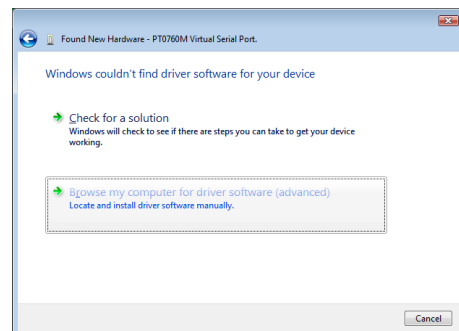 Found New Hardware - PT0760M Virtual Serial Port.
Windows couldn't find driver software for your device
Check for a solution
Windows will check to see if there are steps you can take to get your device
working.
Browse my computer for driver software (advanced)
Locate and install driver software manually.
Cancel